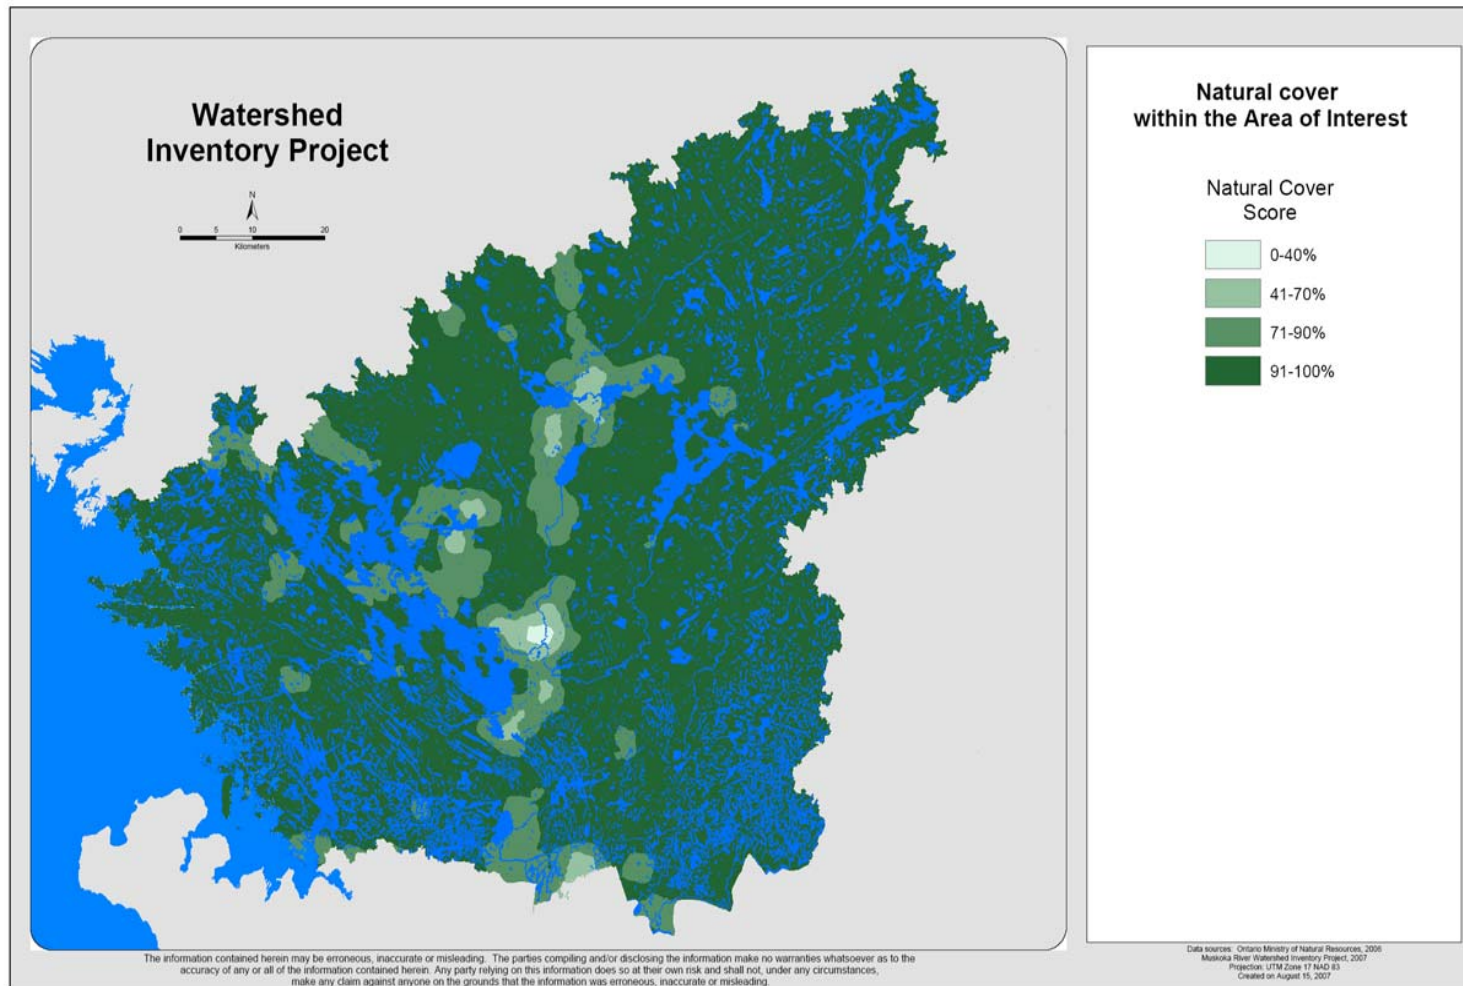 Watershed
Inventory Project
N
0 5 10 20
Kilometers
Natural cover
within the Area of Interest
Natural Cover
Score
0-40%
41-70%
71-90%
91-100%
The information contained herein may be erroneous, inaccurate or misleading. The parties compiling and/or disclosing the information make no warranties whatsoever as to the
accuracy of any or all of the information contained herein. Any party relying on this information does so at their own risk and shall not, under any circumstances,
make any claim against anyone on the grounds that the information was erroneous, inaccurate or misleading.
Data sources: Ontario Ministry of Natural Resources, 2006
Muskoka River Watershed Inventory Project, 2007
Projection: UTM Zone 17 NAD 83
Created on August 15, 2007